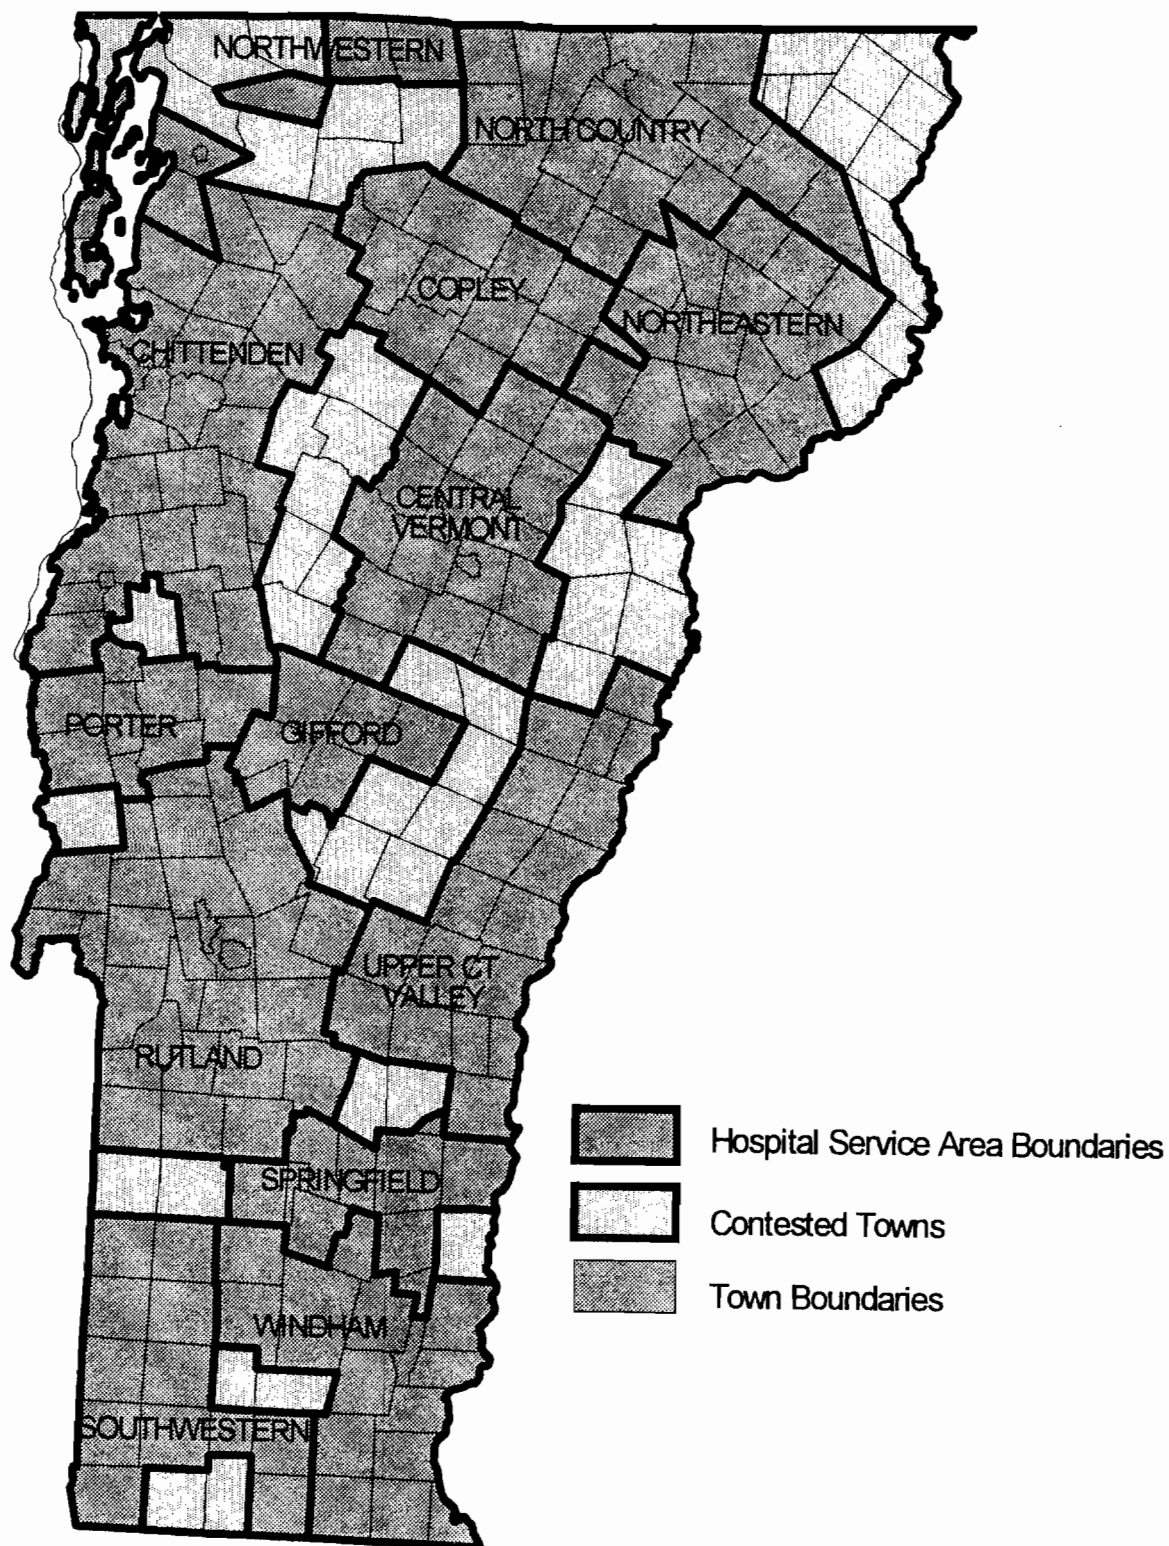 NORTHWESTERN
NORTH COUNTRY
COPLEY
NORTHEASTERN
CHITTENDEN
CENTRAL
VERMONT
PORTER
GIFFORD
UPPER CT
VALLEY
RUTLAND
Hospital Service Area Boundaries
SPRINGFIELD
Contested Towns
Town Boundaries
WINDHAM
SOUTHWESTERN